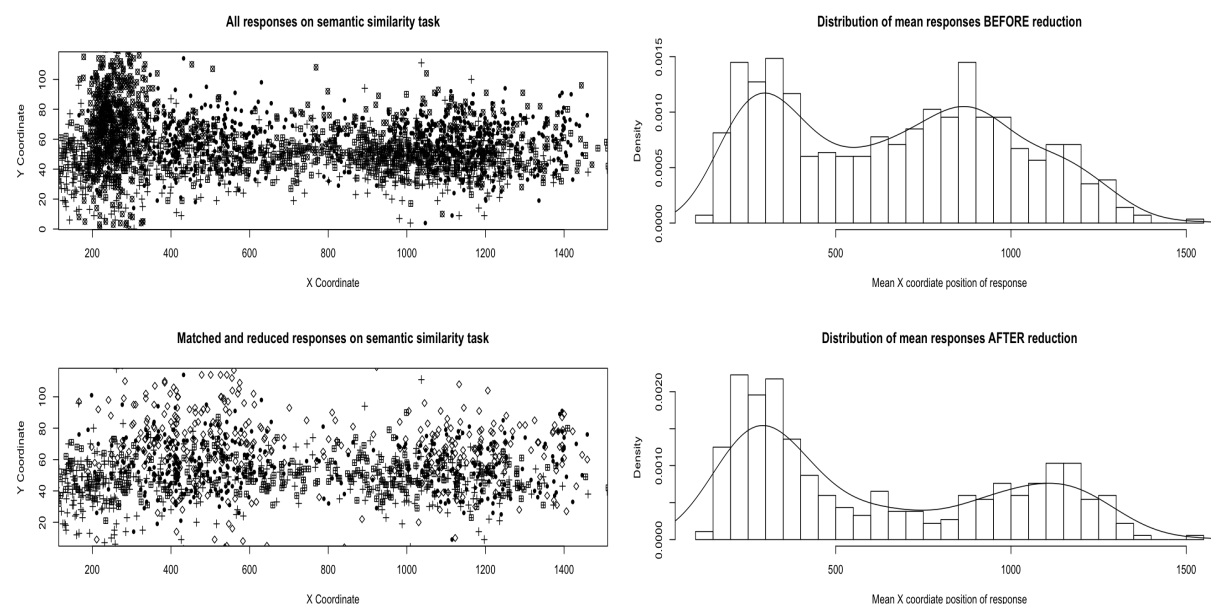 All responses on semantic similarity task
Y Coordinate
0 20 40 60 80 100
200 400 600 800 1000 1200 1400
X Coordinate
Distribution of mean responses BEFORE reduction
Density
0.0000 0.0005 0.0010 0.0015
500 1000 1500
Mean X coordiate position of response
Matched and reduced responses on semantic similarity task
Y Coordinate
20 40 60 80 100
200 400 600 800 1000 1200 1400
X Coordinate
Distribution of mean responses AFTER reduction
Density
0.0000 0.0010 0.0020
500 1000 1500
Mean X coordiate position of response